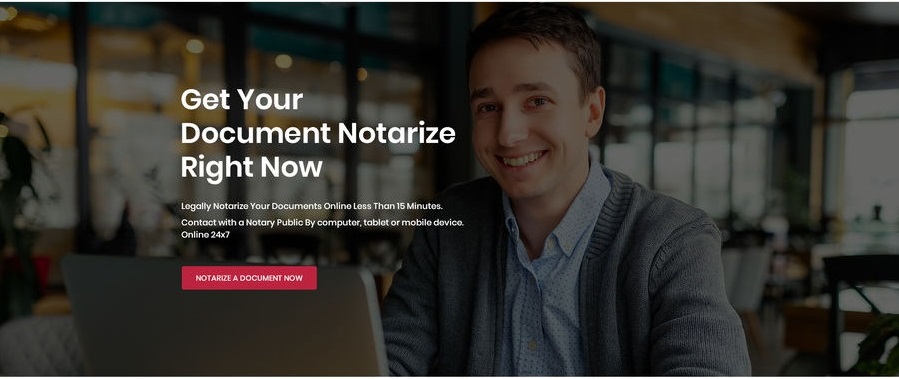 Get Your
Document Notarize
Right Now
Legally Notarize Your Documents Online Less Than 15 Minutes.
Contact with a Notary Public By computer, tablet or mobile device.
Online 24x7
NOTARIZE A DOCUMENT NOW